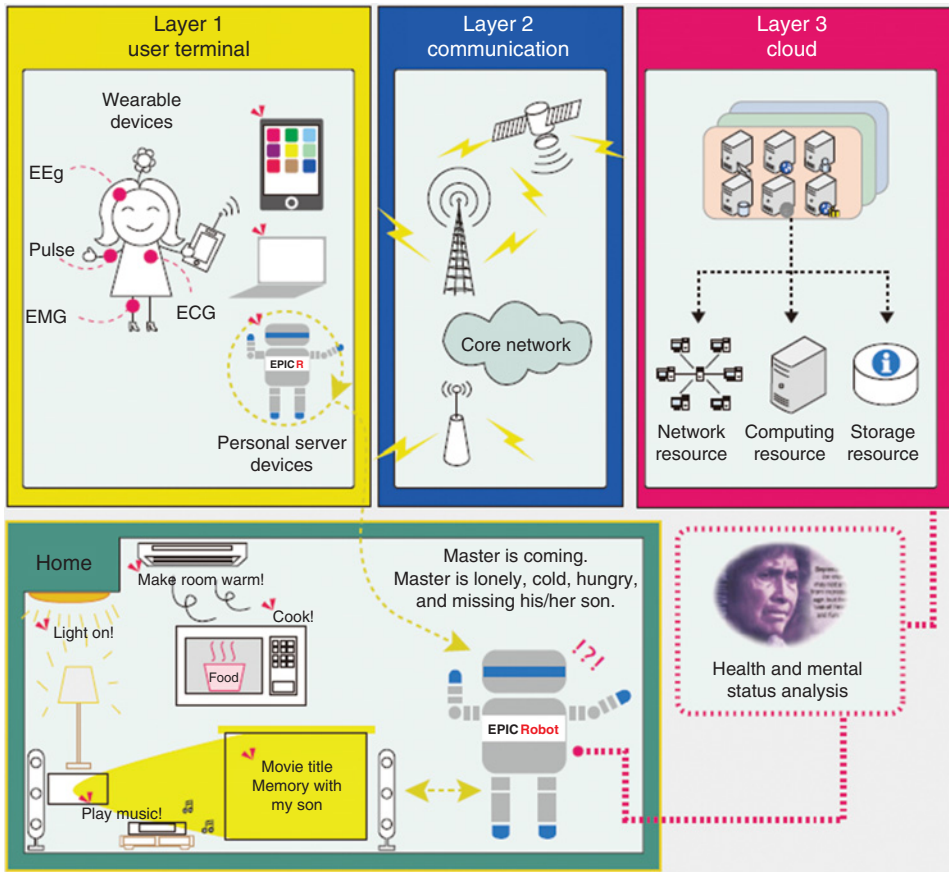 Layer 1
user terminal
Wearable
devices
EEg
Pulse
EMG
ECG
EPIC R
Personal server
devices
Layer 2
communication
Core network
Layer 3
cloud
Network
resource
Computing
resource
Storage
resource
Home
Make room warm!
Light on!
Cook!
Food
Movie title
Memory with
my son
Play music!
Master is coming.
Master is lonely, cold, hungry,
and missing his/her son.
!?!
EPIC Robot
Health and mental
status analysis